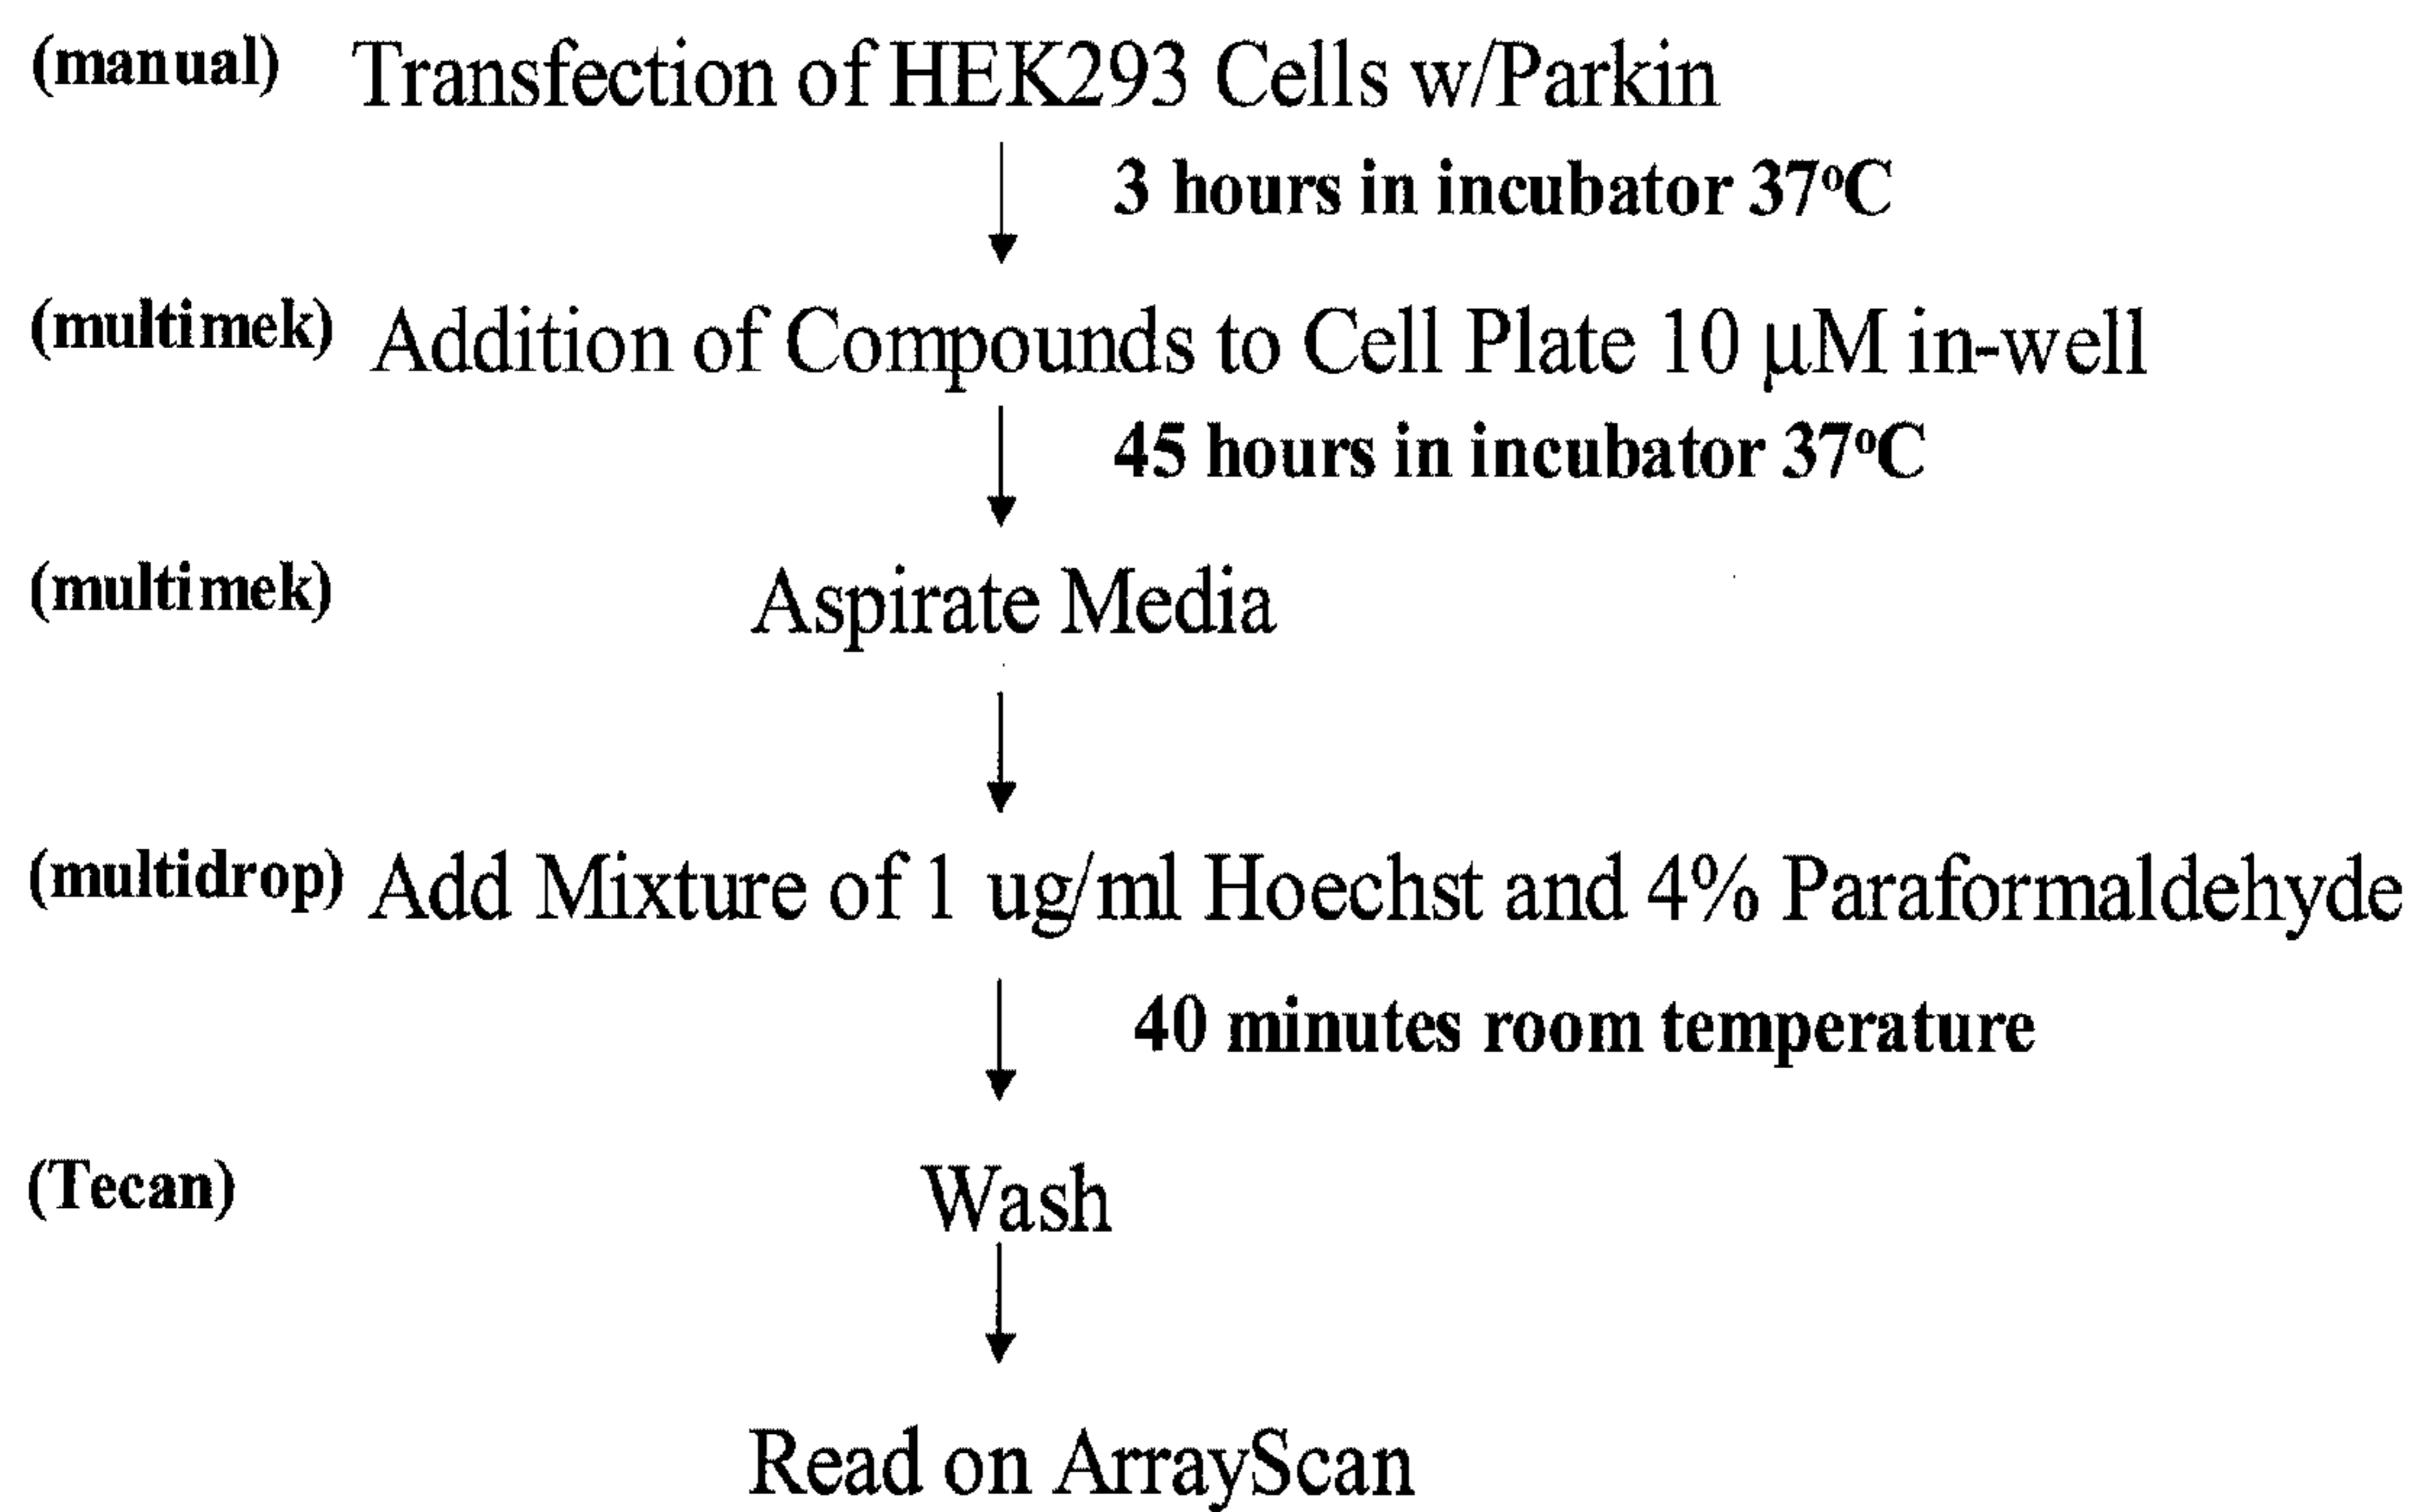 (manual) Transfection of HEK293 Cells w/Parkin
3 hours in incubator 37ºC
(multimek) Addition of Compounds to Cell Plate 10 µM in-well
45 hours in incubator 37ºC
(multimek) Aspirate Media
(multidrop) Add Mixture of 1 ug/ml Hoechst and 4% Paraformaldehyde
40 minutes room temperature
(Tecan) Wash
Read on ArrayScan